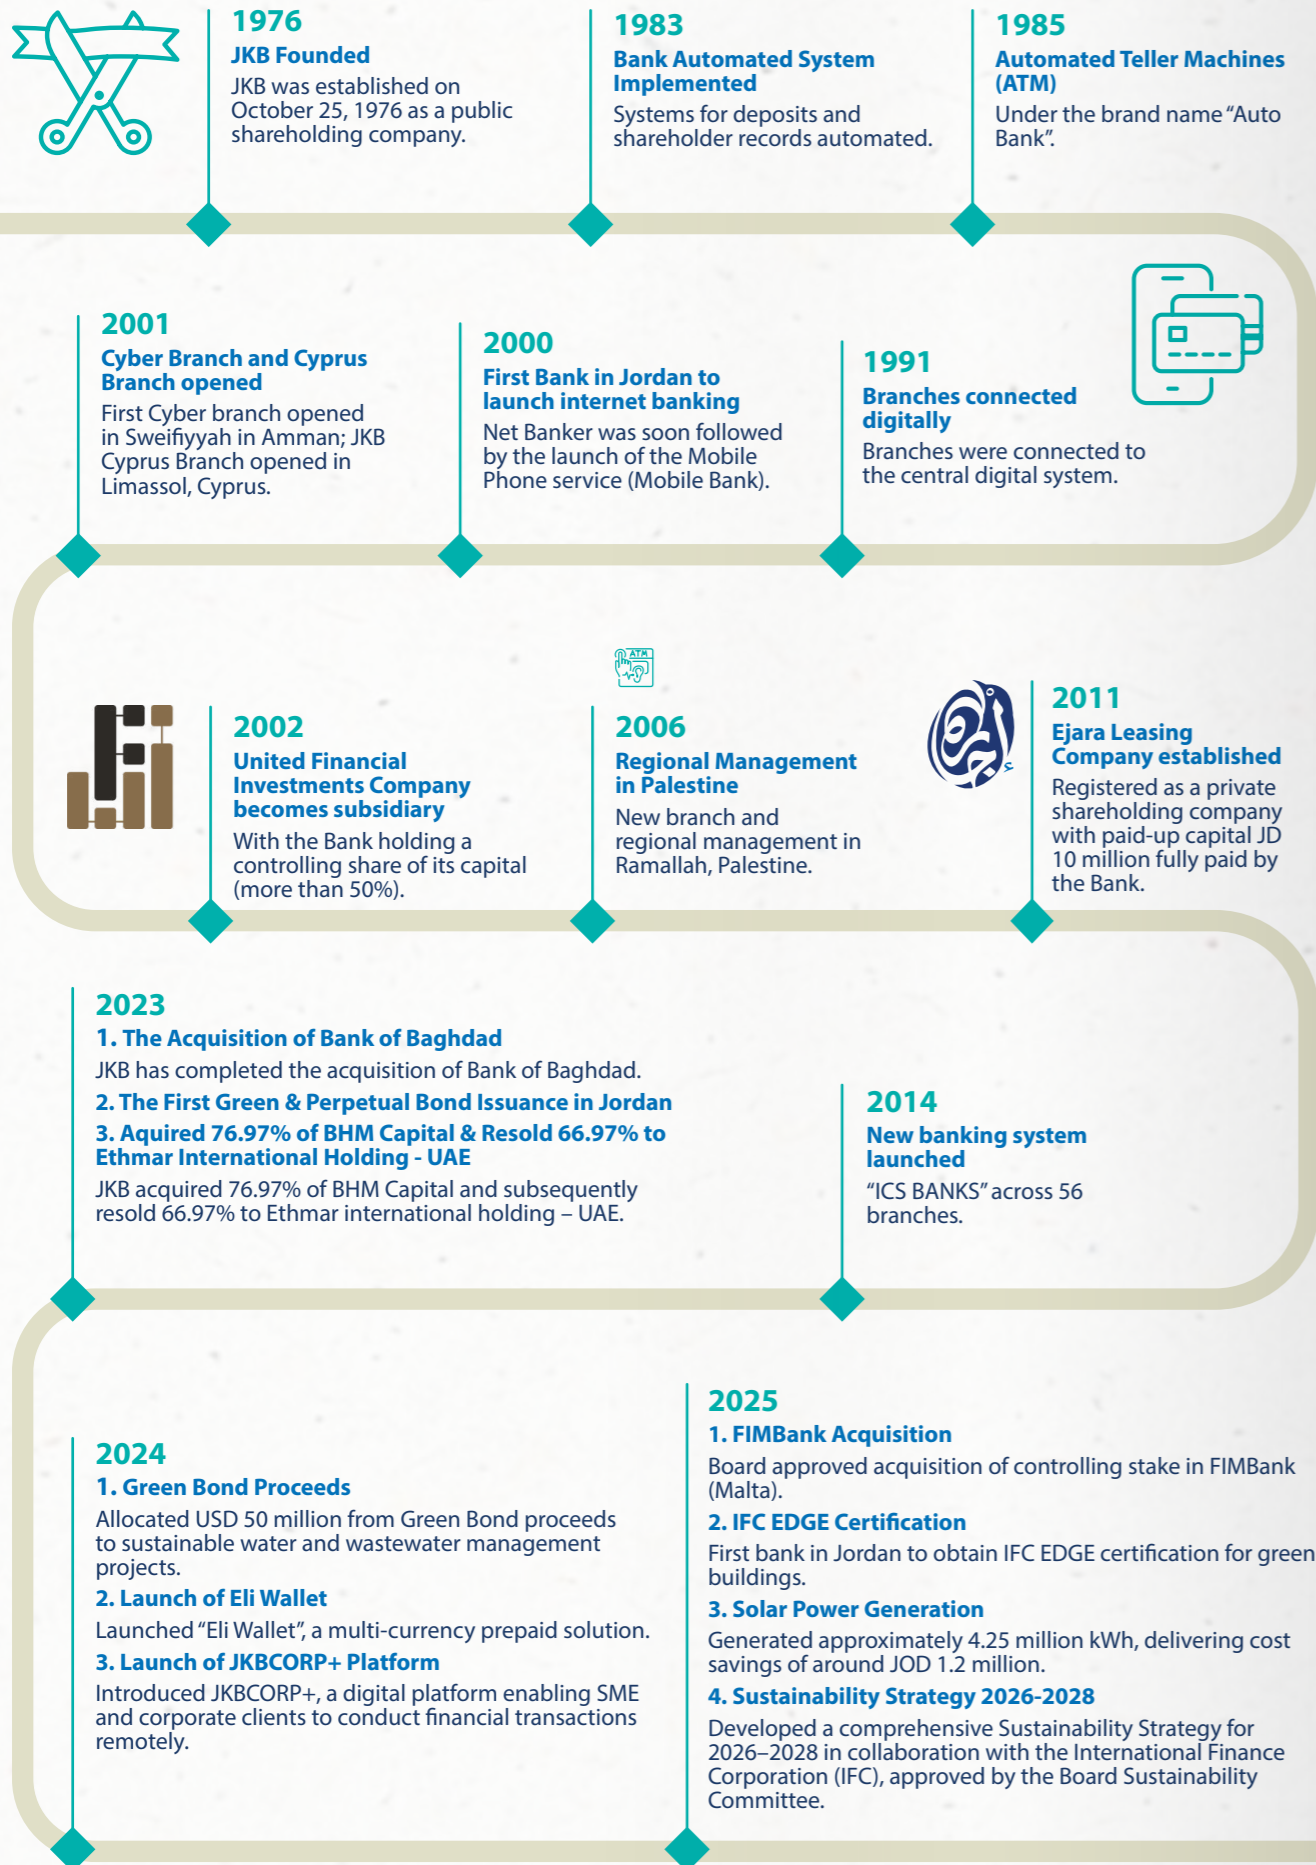 1976
JKB Founded
JKB was established on
October 25, 1976 as a public
shareholding company.
1983
Bank Automated System
Implemented
Systems for deposits and
shareholder records automated.
1985
Automated Teller Machines
(ATM)
Under the brand name “Auto
Bank”.
1991
Branches connected
digitally
Branches were connected to
the central digital system.
2000
First Bank in Jordan to
launch internet banking
Net Banker was soon followed
by the launch of the Mobile
Phone service (Mobile Bank).
2001
Cyber Branch and Cyprus
Branch opened
First Cyber branch opened
in Sweifiyyah in Amman; JKB
Cyprus Branch opened in
Limassol, Cyprus.
2002
United Financial
Investments Company
becomes subsidiary
With the Bank holding a
controlling share of its capital
(more than 50%).
ATM
2006
Regional Management
in Palestine
New branch and
regional management in
Ramallah, Palestine.
2011
Ejara Leasing
Company established
Registered as a private
shareholding company
with paid-up capital JD
10 million fully paid by
the Bank.
2014
New banking system
launched
“ICS BANKS” across 56
branches.
2023
1. The Acquisition of Bank of Baghdad
JKB has completed the acquisition of Bank of Baghdad.
2. The First Green & Perpetual Bond Issuance in Jordan
3. Aquired 76.97% of BHM Capital & Resold 66.97% to
Ethmar International Holding - UAE
JKB acquired 76.97% of BHM Capital and subsequently
resold 66.97% to Ethmar international holding – UAE.
2024
1. Green Bond Proceeds
Allocated USD 50 million from Green Bond proceeds
to sustainable water and wastewater management
projects.
2. Launch of Eli Wallet
Launched “Eli Wallet”, a multi-currency prepaid solution.
3. Launch of JKBCORP+ Platform
Introduced JKBCORP+, a digital platform enabling SME
and corporate clients to conduct financial transactions
remotely.
2025
1. FIMBank Acquisition
Board approved acquisition of controlling stake in FIMBank
(Malta).
2. IFC EDGE Certification
First bank in Jordan to obtain IFC EDGE certification for green
buildings.
3. Solar Power Generation
Generated approximately 4.25 million kWh, delivering cost
savings of around JOD 1.2 million.
4. Sustainability Strategy 2026-2028
Developed a comprehensive Sustainability Strategy for
2026–2028 in collaboration with the International Finance
Corporation (IFC), approved by the Board Sustainability
Committee.